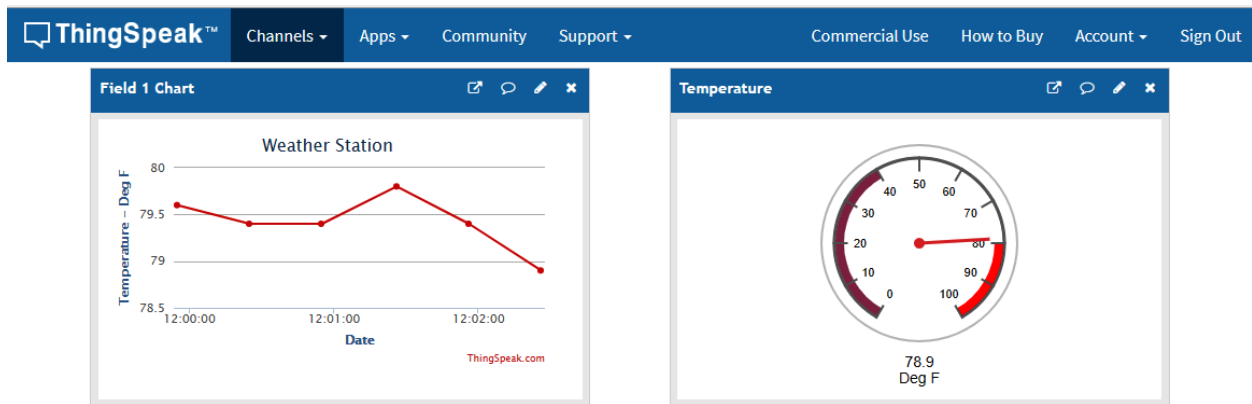 ThingSpeak™ Channels Apps Community Support Commercial Use How to Buy Account Sign Out
Field 1 Chart
Weather Station
80
79.5
79
78.5
Temperature – Deg F
12:00:00 12:01:00 12:02:00
Date
ThingSpeak.com
Temperature
0
10
20
30
40
50
60
70
80
90
100
78.9
Deg F